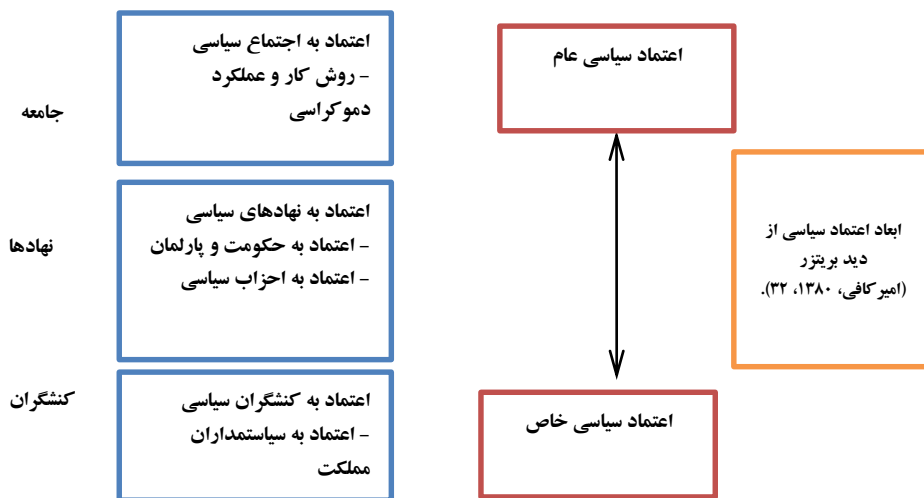 ابعاد اعتماد سیاسی از
دید بریتزر
(امیرکافی، ۱۳۸۰، ۳۲).
اعتماد سیاسی عام
اعتماد سیاسی خاص
اعتماد به اجتماع سیاسی
- روش کار و عملکرد
دموکراسی
جامعه
اعتماد به نهادهای سیاسی
- اعتماد به حکومت و پارلمان
- اعتماد به احزاب سیاسی
نهادها
اعتماد به کنشگران سیاسی
- اعتماد به سیاستمداران
مملکت
کنشگران